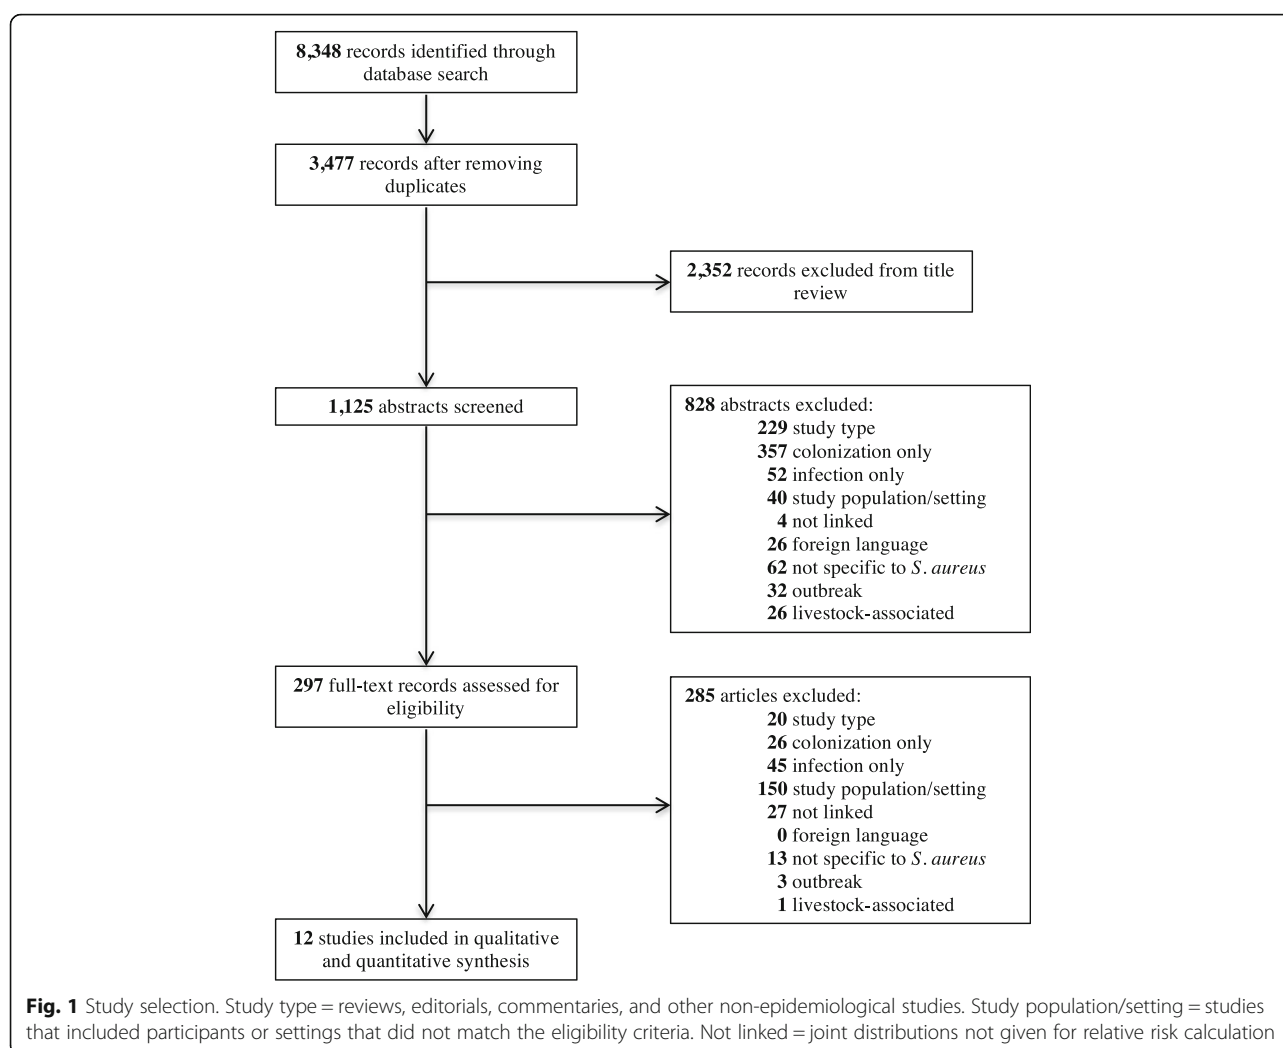 8,348 records identified through
database search
3,477 records after removing
duplicates
2,352 records excluded from title
review
1,125 abstracts screened
828 abstracts excluded:
229 study type
357 colonization only
52 infection only
40 study population/setting
4 not linked
26 foreign language
62 not specific to S. aureus
32 outbreak
26 livestock-associated
297 full-text records assessed for
eligibility
285 articles excluded:
20 study type
26 colonization only
45 infection only
150 study population/setting
27 not linked
0 foreign language
13 not specific to S. aureus
3 outbreak
1 livestock-associated
12 studies included in qualitative
and quantitative synthesis
Fig. 1 Study selection. Study type = reviews, editorials, commentaries, and other non-epidemiological studies. Study population/setting = studies
that included participants or settings that did not match the eligibility criteria. Not linked = joint distributions not given for relative risk calculation